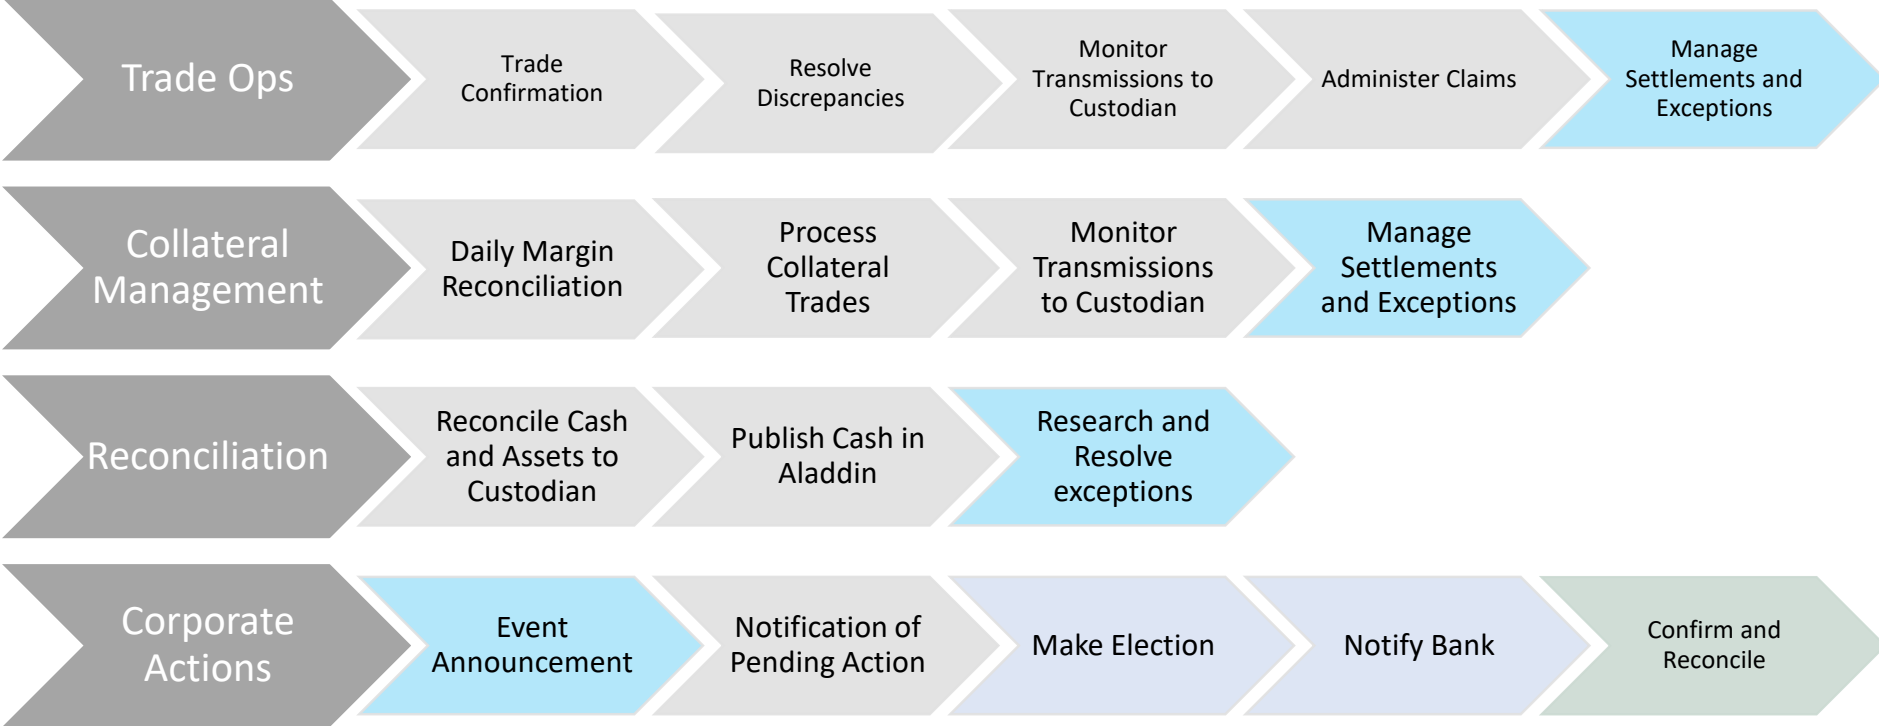 Trade Ops
Trade
Confirmation
Resolve
Discrepancies
Monitor
Transmissions to
Custodian
Administer Claims
Manage
Settlements and
Exceptions
Collateral
Management
Daily Margin
Reconciliation
Process
Collateral
Trades
Monitor
Transmissions
to Custodian
Manage
Settlements
and Exceptions
Reconciliation
Reconcile Cash
and Assets to
Custodian
Publish Cash in
Aladdin
Research and
Resolve
exceptions
Corporate
Actions
Event
Announcement
Notification of
Pending Action
Make Election
Notify Bank
Confirm and
Reconcile